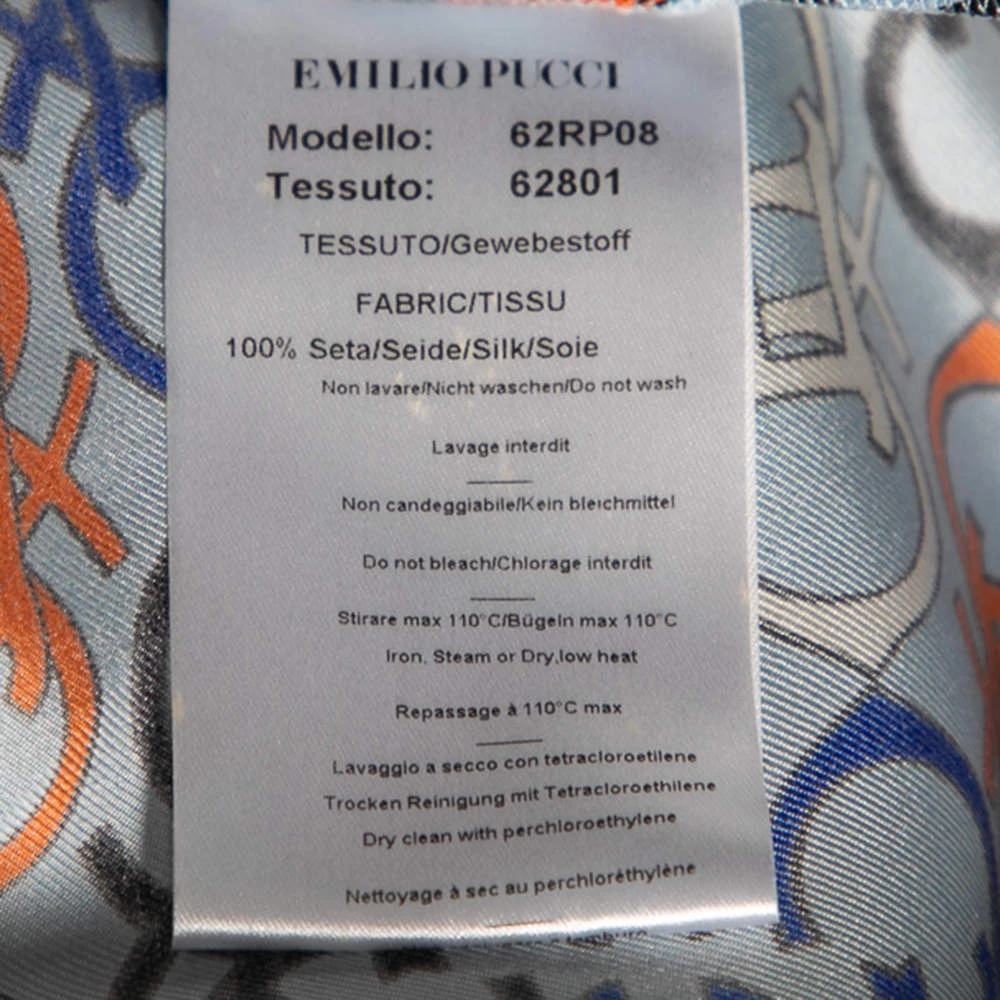 EMILIO PUCCI
Modello: 62RP08
Tessuto: 62801
TESSUTO/Gewebestoff
FABRIC/TISSU
100% Seta/Seide/Silk/Soie
Non lavare/Nicht waschen/Do not wash
Lavage interdit
Non candeggiabile/Kein bleichmittel
Do not bleach/Chlorage interdit
Stirare max 110°C/Bügeln max 110°C
Iron, Steam or Dry,low heat
Repassage à 110°C max
Lavaggio a secco con tetracloroetilene
Trocken Reinigung mit Tetracloroethilene
Dry clean with perchloroethylene
Nettoyage à sec au perchloréthylène